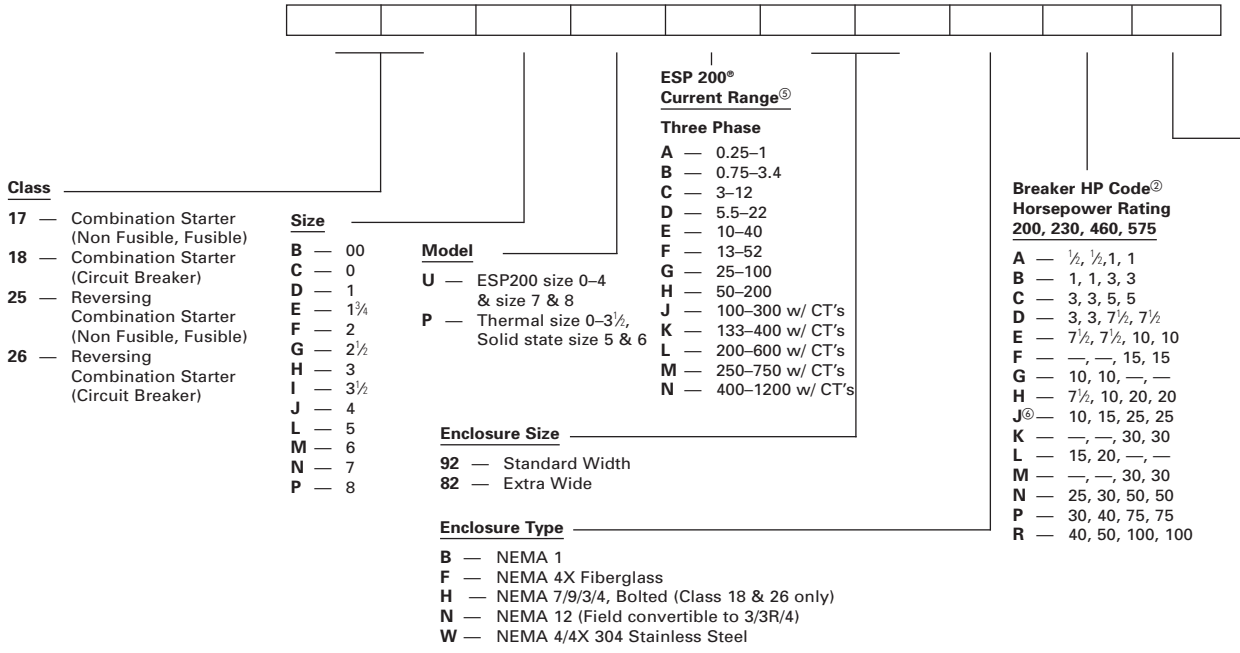 Class
17 — Combination Starter
(Non Fusible, Fusible)
18 — Combination Starter
(Circuit Breaker)
25 — Reversing
Combination Starter
(Non Fusible, Fusible)
26 — Reversing
Combination Starter
(Circuit Breaker)
Size
B — 00
C — 0
D — 1
E — 1¾
F — 2
G — 2½
H — 3
I — 3½
J — 4
L — 5
M — 6
N — 7
P — 8
Model
U — ESP200 size 0–4
& size 7 & 8
P — Thermal size 0–3½,
Solid state size 5 & 6
ESP 200®
Current Range⑤
Three Phase
A — 0.25–1
B — 0.75–3.4
C — 3–12
D — 5.5–22
E — 10–40
F — 13–52
G — 25–100
H — 50–200
J — 100–300 w/ CT's
K — 133–400 w/ CT's
L — 200–600 w/ CT's
M — 250–750 w/ CT's
N — 400–1200 w/ CT's
Enclosure Size
92 — Standard Width
82 — Extra Wide
Enclosure Type
B — NEMA 1
F — NEMA 4X Fiberglass
H — NEMA 7/9/3/4, Bolted (Class 18 & 26 only)
N — NEMA 12 (Field convertible to 3/3R/4)
W — NEMA 4/4X 304 Stainless Steel
Breaker HP Code②
Horsepower Rating
200, 230, 460, 575
A — ½, ½,1, 1
B — 1, 1, 3, 3
C — 3, 3, 5, 5
D — 3, 3, 7½, 7½
E — 7½, 7½, 10, 10
F — —, —, 15, 15
G — 10, 10, —, —
H — 7½, 10, 20, 20
J⑥ — 10, 15, 25, 25
K — —, —, 30, 30
L — 15, 20, —, —
M — —, —, 30, 30
N — 25, 30, 50, 50
P — 30, 40, 75, 75
R — 40, 50, 100, 100